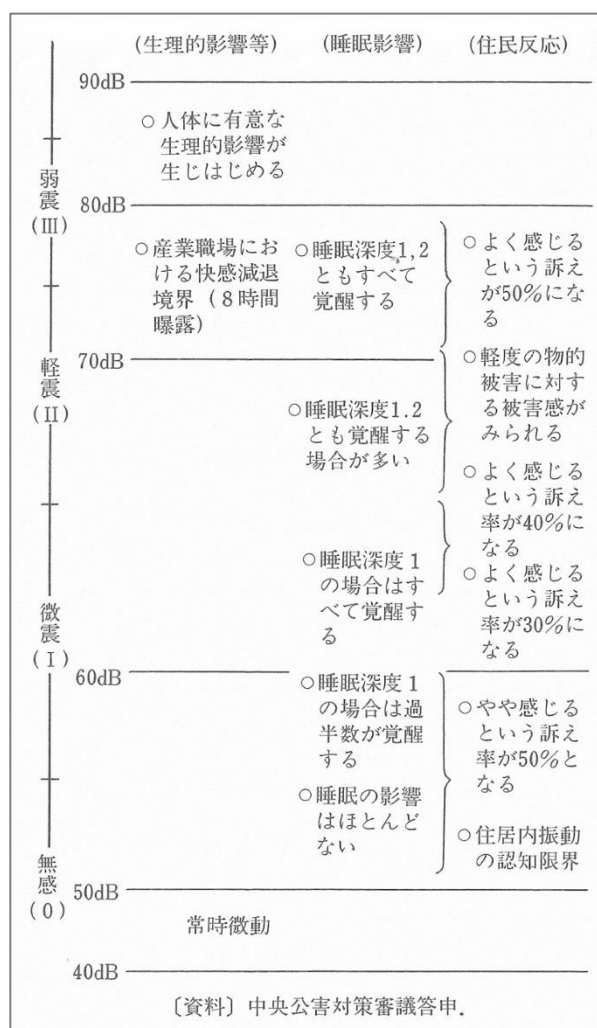 (生理的影響等)
(睡眠影響)
(住民反応)
90dB
○人体に有意な
生理的影響が
生じはじめる
弱震
(Ⅲ)
80dB
○産業職場にお
ける快感減退
境界(8時間
曝露)
○睡眠深度1,2
ともすべて
覚醒する
○よく感じる
という訴え
が50%にな
る
軽震
(Ⅱ)
70dB
○睡眠深度1.2
とも覚醒する
場合が多い
○軽度の物的
被害に対す
る被害感が
みられる
○よく感じる
という訴え
率が40%に
なる
微震
(Ⅰ)
○睡眠深度1
の場合はす
べて覚醒す
る
○よく感じる
という訴え
率が30%に
なる
60dB
○睡眠深度1
の場合は過
半数が覚醒
する
○やや感じる
という訴え
率が50%と
なる
○睡眠の影響
はほとんど
ない
○住居内振動
の認知限界
無感
(0)
50dB
常時微動
40dB
〔資料〕中央公害対策審議答申.